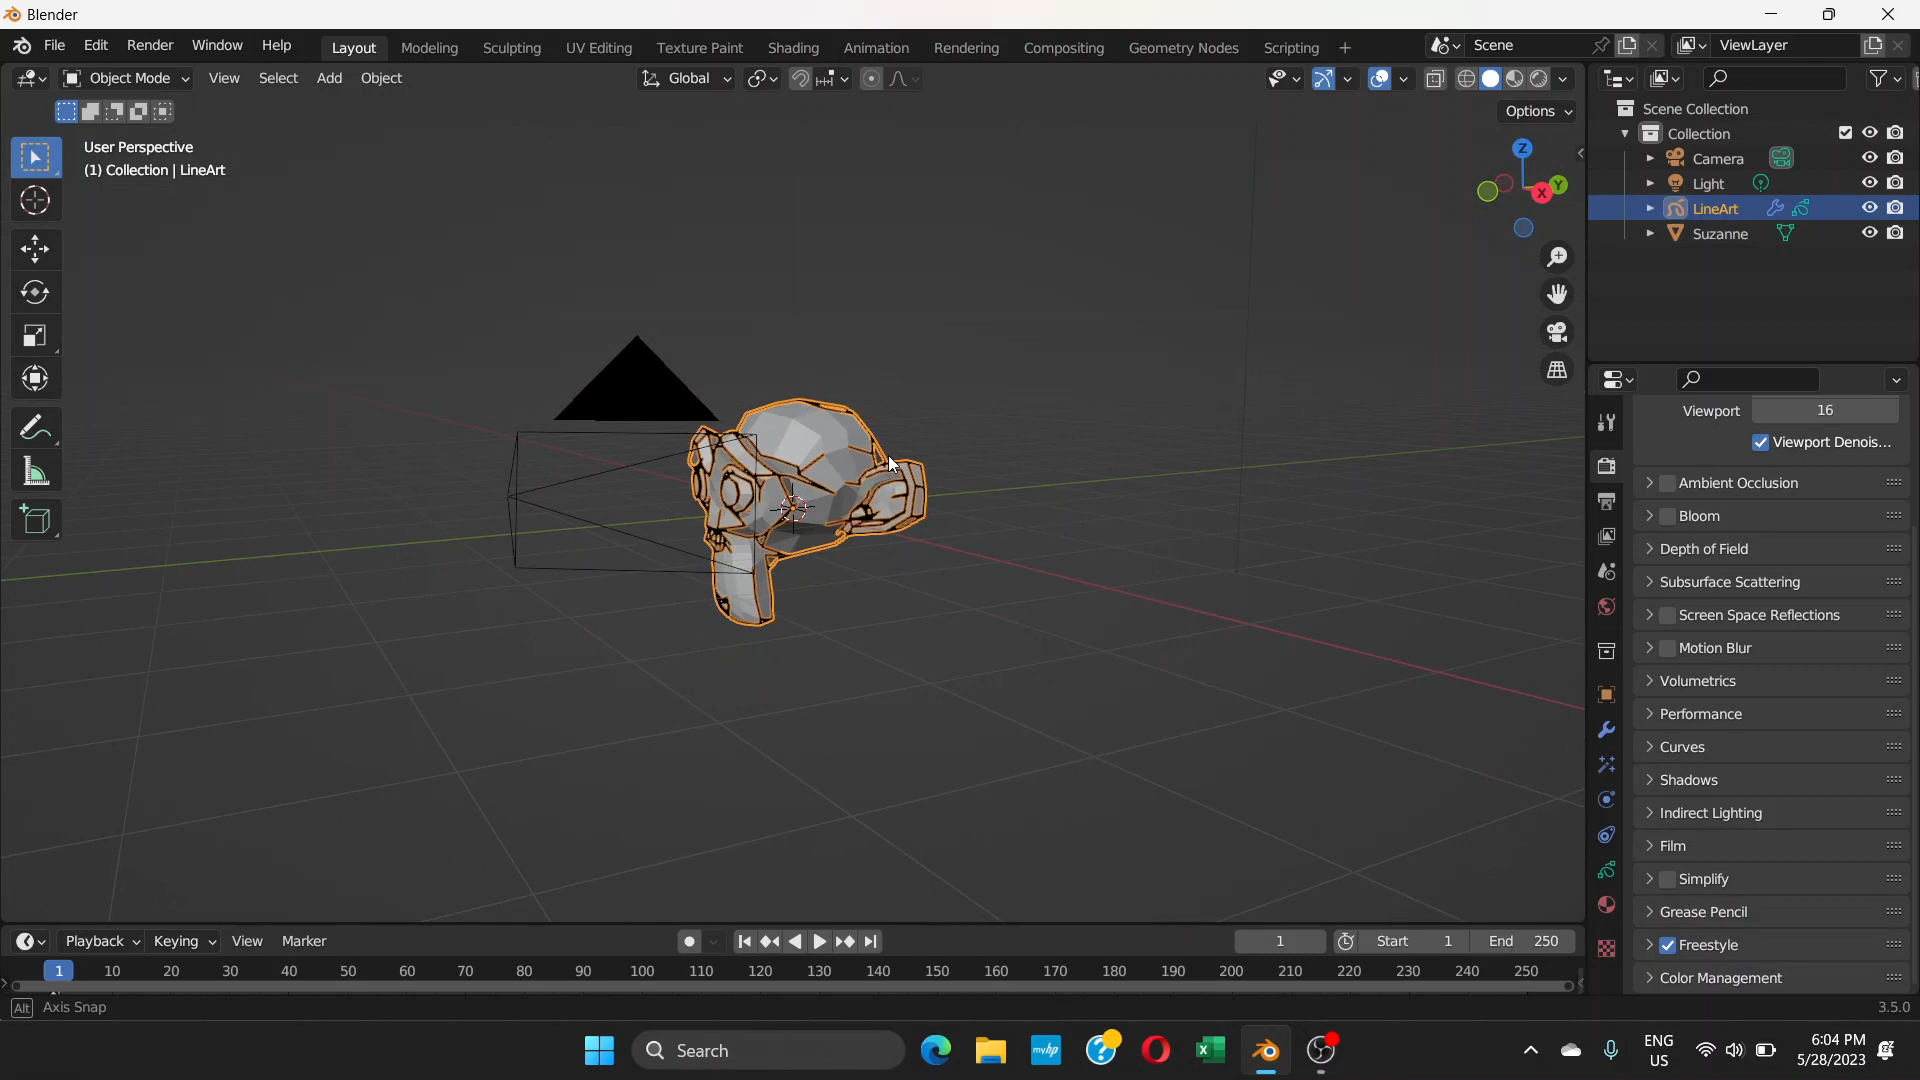 Blender
File Edit Render Window Help Layout Modeling Sculpting UV Editing Texture Paint Shading Animation Rendering Compositing Geometry Nodes Scripting + Scene ViewLayer
Object Mode View Select Add Object Global
Options
User Perspective
(1) Collection | LineArt
Z
Y
X
Scene Collection
Collection
Camera
Light
LineArt
Suzanne
Viewport 16
Viewport Denois...
Ambient Occlusion
Bloom
Depth of Field
Subsurface Scattering
Screen Space Reflections
Motion Blur
Volumetrics
Performance
Curves
Shadows
Indirect Lighting
Film
Simplify
Grease Pencil
Freestyle
Color Management
Playback Keying View Marker 1 Start 1 End 250
1 10 20 30 40 50 60 70 80 90 100 110 120 130 140 150 160 170 180 190 200 210 220 230 240 250
Alt Axis Snap 3.5.0
Search
myhp
ENG
US
6:04 PM
5/28/2023